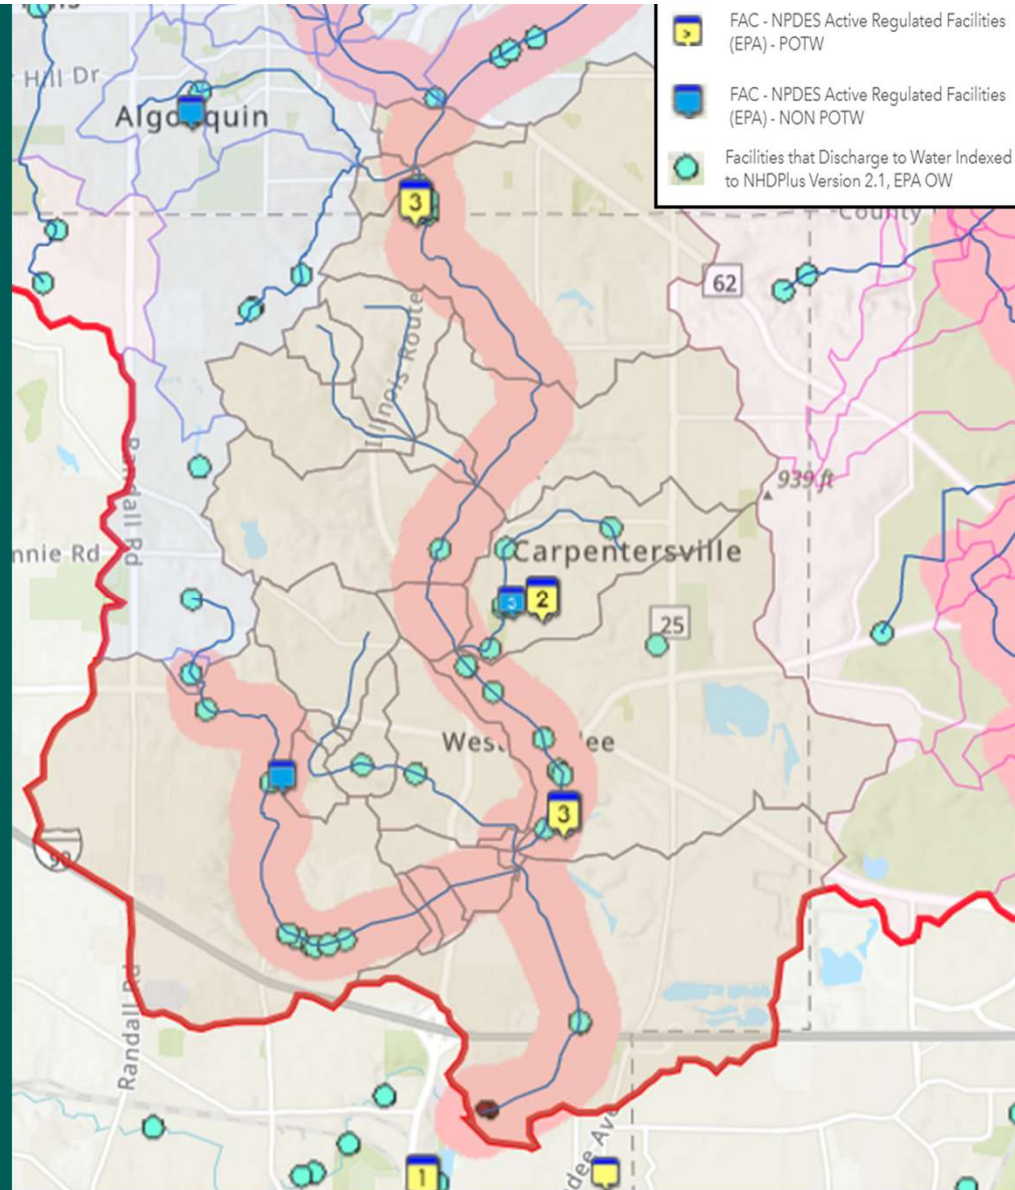 FAC - NPDES Active Regulated Facilities
(EPA) - POTW
FAC - NPDES Active Regulated Facilities
(EPA) - NON POTW
Facilities that Discharge to Water Indexed
to NHDPlus Version 2.1, EPA OW
Hill Dr
3
County
62
Illinois Route
939 ft
Randall Rd
nnie Rd
Carpentersville
2
25
3
90
Randall Rd
1